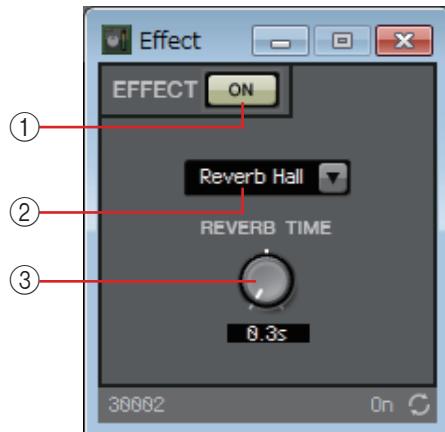 Effect
EFFECT ON
①
Reverb Hall
②
REVERB TIME
③
0.3s
30002 On